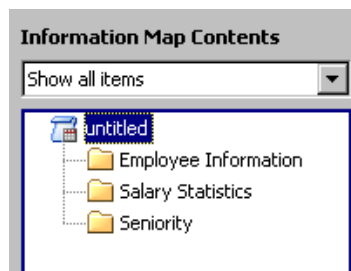 Information Map Contents
Show all items
untitled
Employee Information
Salary Statistics
Seniority